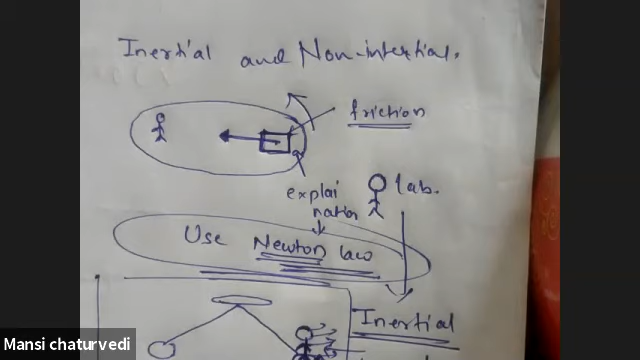 Inertial and Non-intertial.
friction
explai
nation
lab.
Use Newton law
Inertial
Mansi chaturvedi